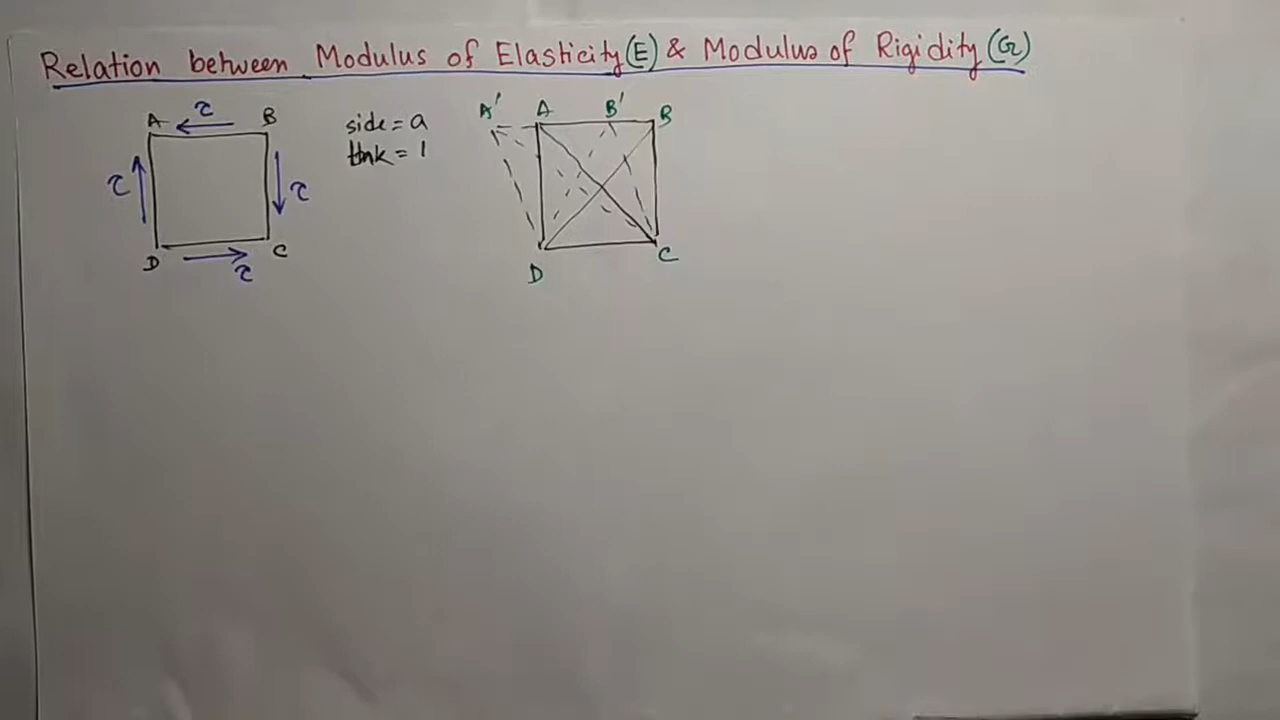 Relation between Modulus of Elasticity(E) & Modulus of Rigidity(G)
A τ B
τ τ
D τ C
side = a
thk = 1
A' A B' B
D C